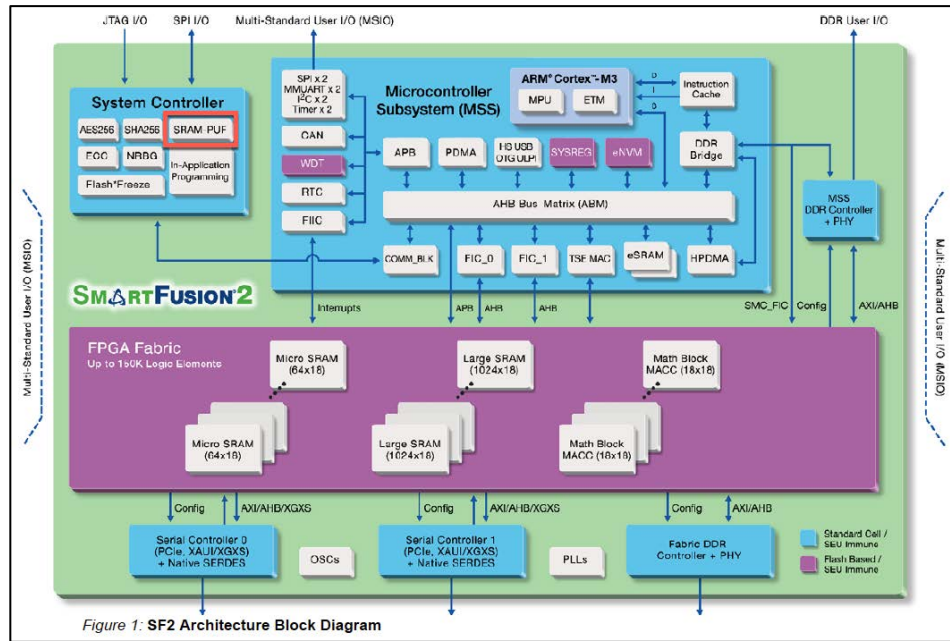 JTAG I/O
SPI I/O
Multi-Standard User I/O (MSIO)
DDR User I/O
System Controller
AES256
SHA256
SRAM-PUF
ECC
NRBG
In-Application
Programming
Flash*Freeze
SPI x 2
MMUART x 2
I²C x 2
Timer x 2
CAN
WDT
RTC
FIIC
Microcontroller
Subsystem (MSS)
ARM® Cortex™-M3
MPU
ETM
D
I
D
Instruction
Cache
DDR
Bridge
APB
PDMA
HS USB
OTG ULPI
SYSREG
eNVM
AHB Bus Matrix (ABM)
COMM_BLK
FIC_0
FIC_1
TSE MAC
eSRAM
HPDMA
MSS
DDR Controller
+ PHY
Multi-Standard User I/O (MSIO)
Multi-Standard User I/O (MSIO)
SMARTFUSION®2
Interrupts
APB
AHB
AHB
SMC_FIC
Config
AXI/AHB
FPGA Fabric
Up to 150K Logic Elements
Micro SRAM
(64x18)
Large SRAM
(1024x18)
Math Block
MACC (18x18)
Micro SRAM
(64x18)
Large SRAM
(1024x18)
Math Block
MACC (18x18)
Config
AXI/AHB/XGXS
Config
AXI/AHB/XGXS
Config
AXI/AHB
Serial Controller 0
(PCIe, XAUI/XGXS)
+ Native SERDES
OSCs
Serial Controller 1
(PCIe, XAUI/XGXS)
+ Native SERDES
PLLs
Fabric DDR
Controller + PHY
Standard Cell /
SEU Immune
Flash Based /
SEU Immune
Figure 1: SF2 Architecture Block Diagram